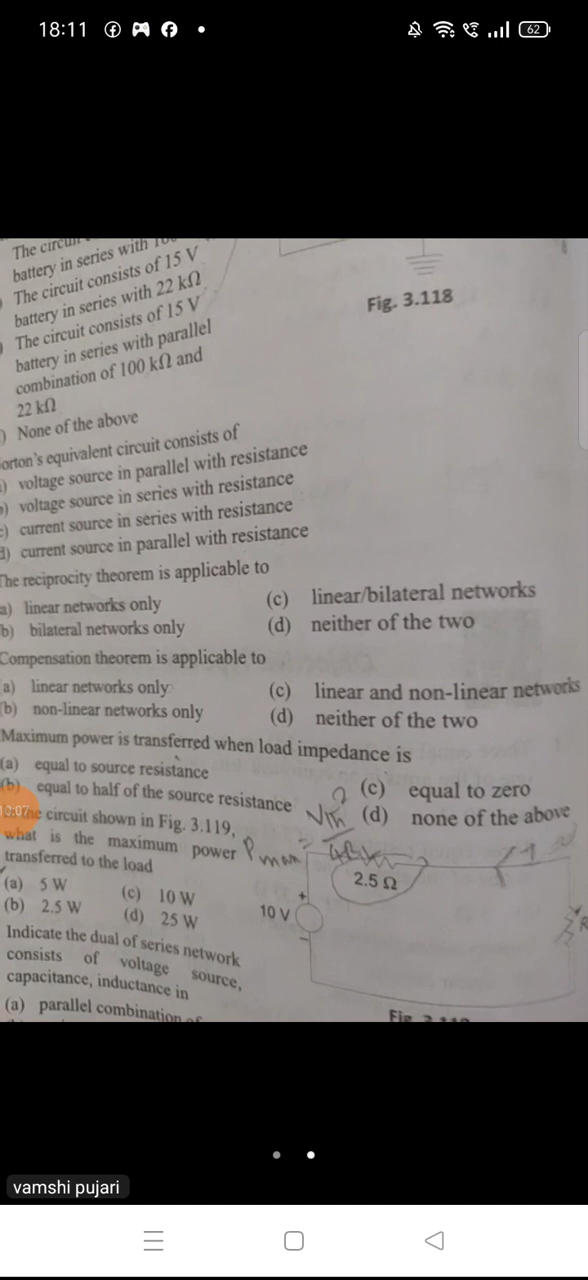 18:11
62
The circuit
battery in series with 100
The circuit consists of 15 V
battery in series with 22 kΩ
The circuit consists of 15 V
battery in series with parallel
combination of 100 kΩ and
22 kΩ
) None of the above
Fig. 3.118
orton's equivalent circuit consists of
) voltage source in parallel with resistance
) voltage source in series with resistance
) current source in series with resistance
d) current source in parallel with resistance
The reciprocity theorem is applicable to
a) linear networks only
(c) linear/bilateral networks
b) bilateral networks only
(d) neither of the two
Compensation theorem is applicable to
a) linear networks only
(c) linear and non-linear networks
(b) non-linear networks only
(d) neither of the two
Maximum power is transferred when load impedance is
(a) equal to source resistance
(b) equal to half of the source resistance
(c) equal to zero
(d) none of the above
he circuit shown in Fig. 3.119,
what is the maximum power
transferred to the load
(a) 5 W
(c) 10 W
(b) 2.5 W
(d) 25 W
P max = Vth 2
2.5 Ω
10 V
+
R
Indicate the dual of series network
consists of voltage source,
capacitance, inductance in
(a) parallel combination of
Fig
vamshi pujari